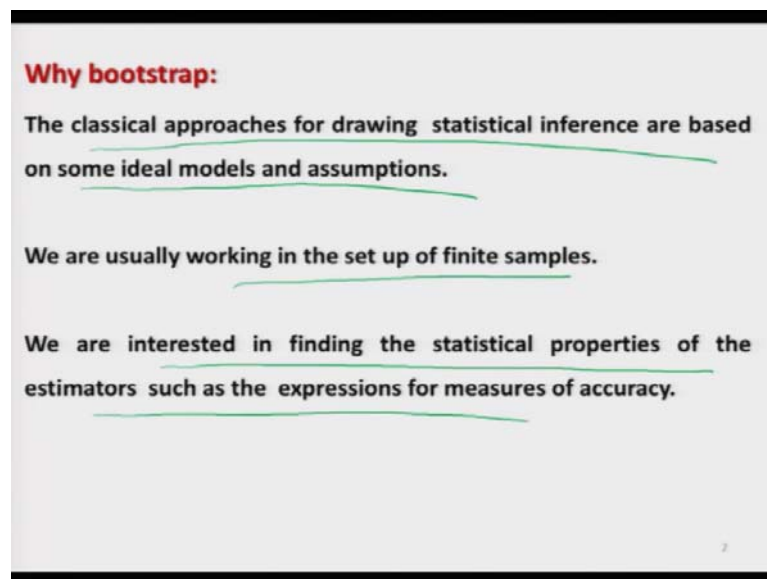 Why bootstrap:
The classical approaches for drawing statistical inference are based
on some ideal models and assumptions.
We are usually working in the set up of finite samples.
We are interested in finding the statistical properties of the
estimators such as the expressions for measures of accuracy.
2